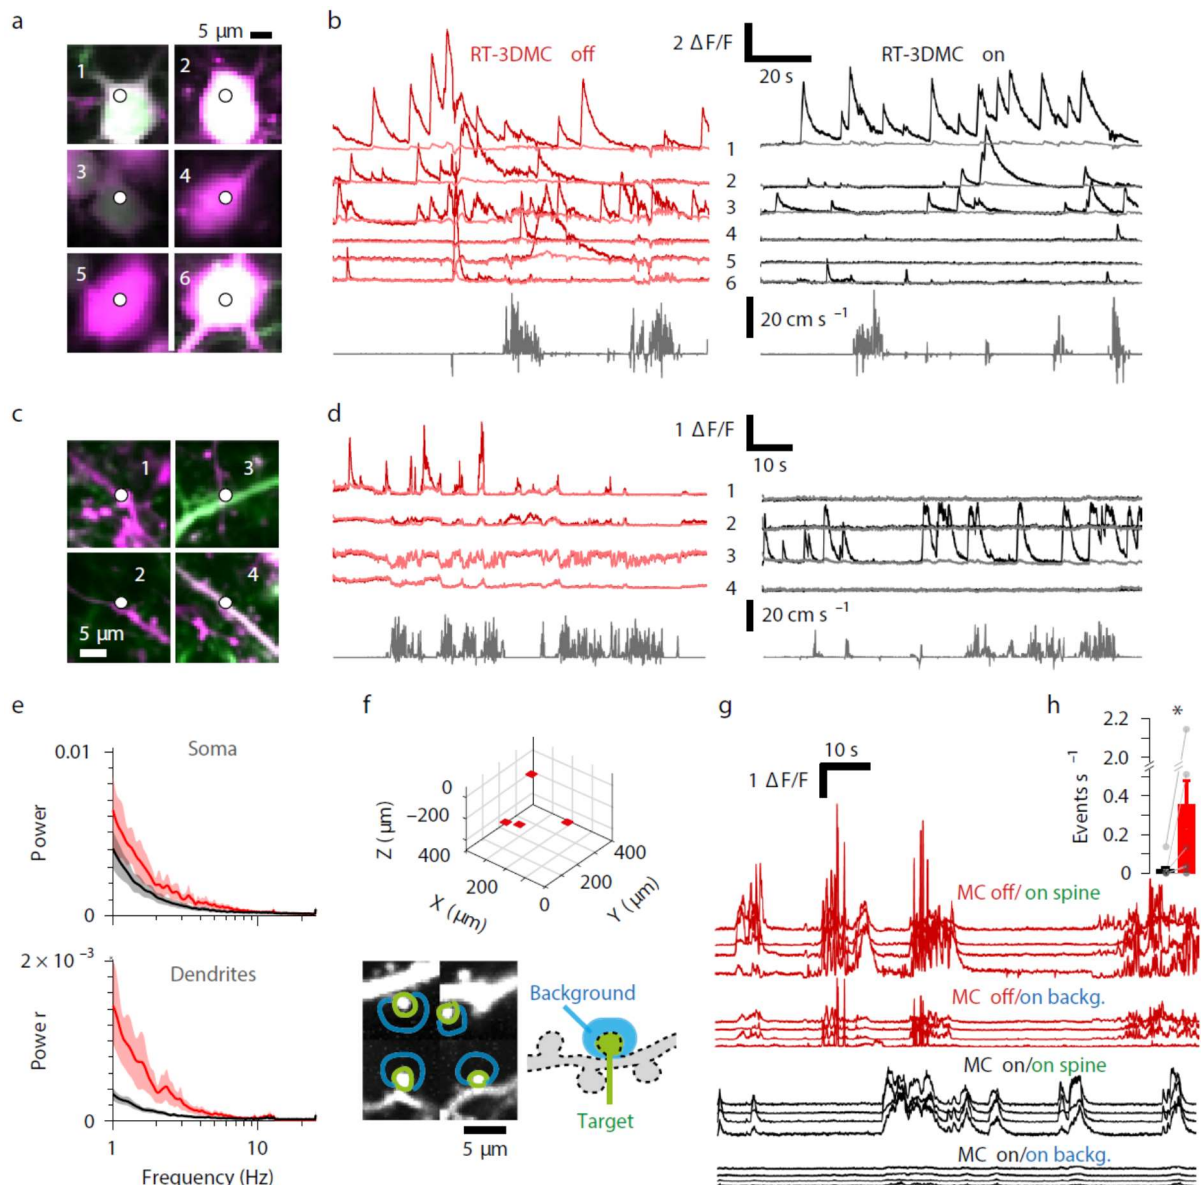 a
5 µm
1
2
3
4
5
6
b
RT-3DMC off
2 ΔF/F
20 s
RT-3DMC on
1
2
3
4
5
6
20 cm s⁻¹
c
1
3
2
4
5 µm
d
1 ΔF/F
10 s
1
2
3
4
20 cm s⁻¹
e
Soma
0.01
Power
0
Dendrites
2 × 10⁻³
Power
0
1
10
Frequency (Hz)
f
Z (µm)
0
−200
400
200
0
X (µm)
400
200
Y (µm)
Background
Target
5 µm
g
10 s
1 ΔF/F
MC off/on spine
MC off/on backg.
MC on/on spine
MC on/on backg.
h
*
Events s⁻¹
2.2
2.0
0.4
0.2
0